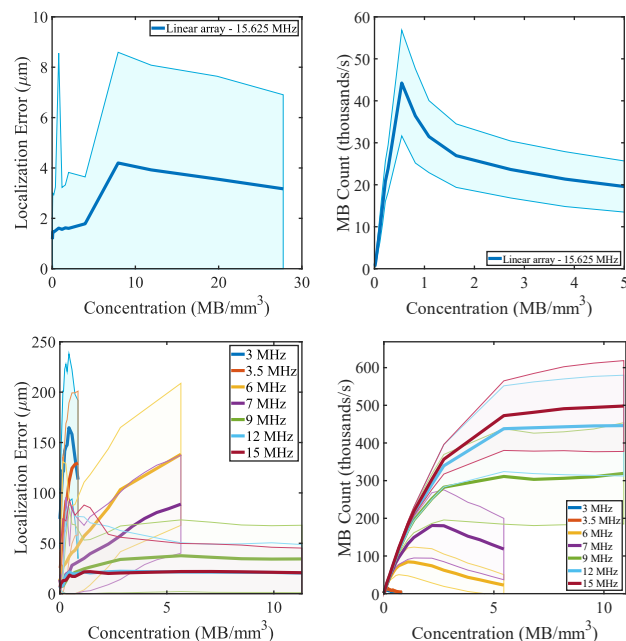 Localization Error (μm)
10
8
6
4
2
0
Linear array - 15.625 MHz
0
10
20
30
Concentration (MB/mm³)
MB Count (thousands/s)
60
50
40
30
20
10
0
Linear array - 15.625 MHz
0
1
2
3
4
5
Concentration (MB/mm³)
Localization Error (μm)
250
200
150
100
50
0
3 MHz
3.5 MHz
6 MHz
7 MHz
9 MHz
12 MHz
15 MHz
0
5
10
Concentration (MB/mm³)
MB Count (thousands/s)
600
500
400
300
200
100
0
3 MHz
3.5 MHz
6 MHz
7 MHz
9 MHz
12 MHz
15 MHz
0
5
10
Concentration (MB/mm³)